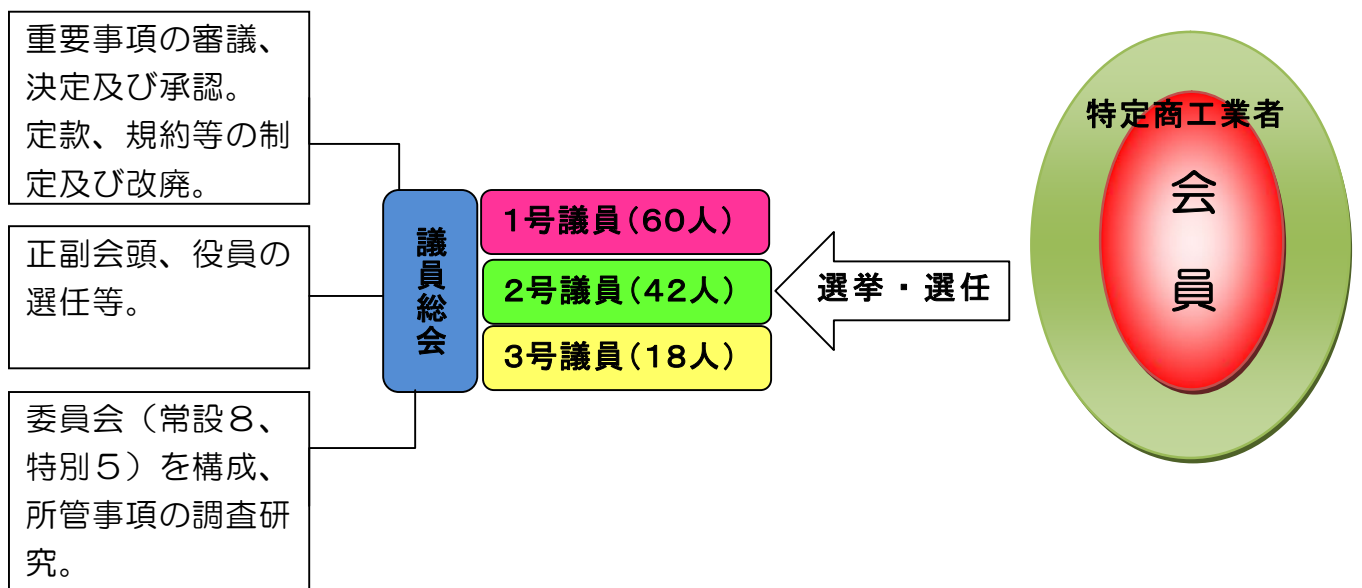 重要事項の審議、
決定及び承認。
定款、規約等の制
定及び改廃。
正副会頭、役員の
選任等。
委員会（常設８、
特別５）を構成、
所管事項の調査研
究。
議員総会
1号議員(60人)
2号議員(42人)
3号議員(18人)
選挙・選任
特定商工業者
会員